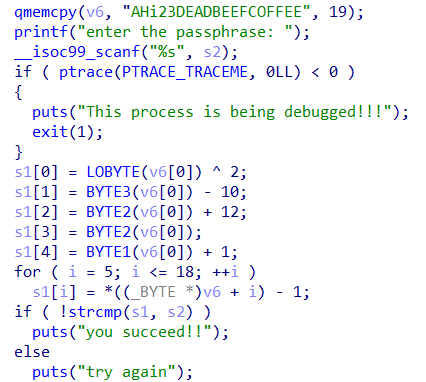 qmemcpy(v6, "AHi23DEADBEEFCOFFEE", 19);
printf("enter the passphrase: ");
__isoc99_scanf("%s", s2);
if ( ptrace(PTRACE_TRACEME, 0LL) < 0 )
{
puts("This process is being debugged!!!");
exit(1);
}
s1[0] = LOBYTE(v6[0]) ^ 2;
s1[1] = BYTE3(v6[0]) - 10;
s1[2] = BYTE2(v6[0]) + 12;
s1[3] = BYTE2(v6[0]);
s1[4] = BYTE1(v6[0]) + 1;
for ( i = 5; i <= 18; ++i )
s1[i] = *((_BYTE *)v6 + i) - 1;
if ( !strcmp(s1, s2) )
puts("you succeed!!");
else
puts("try again");